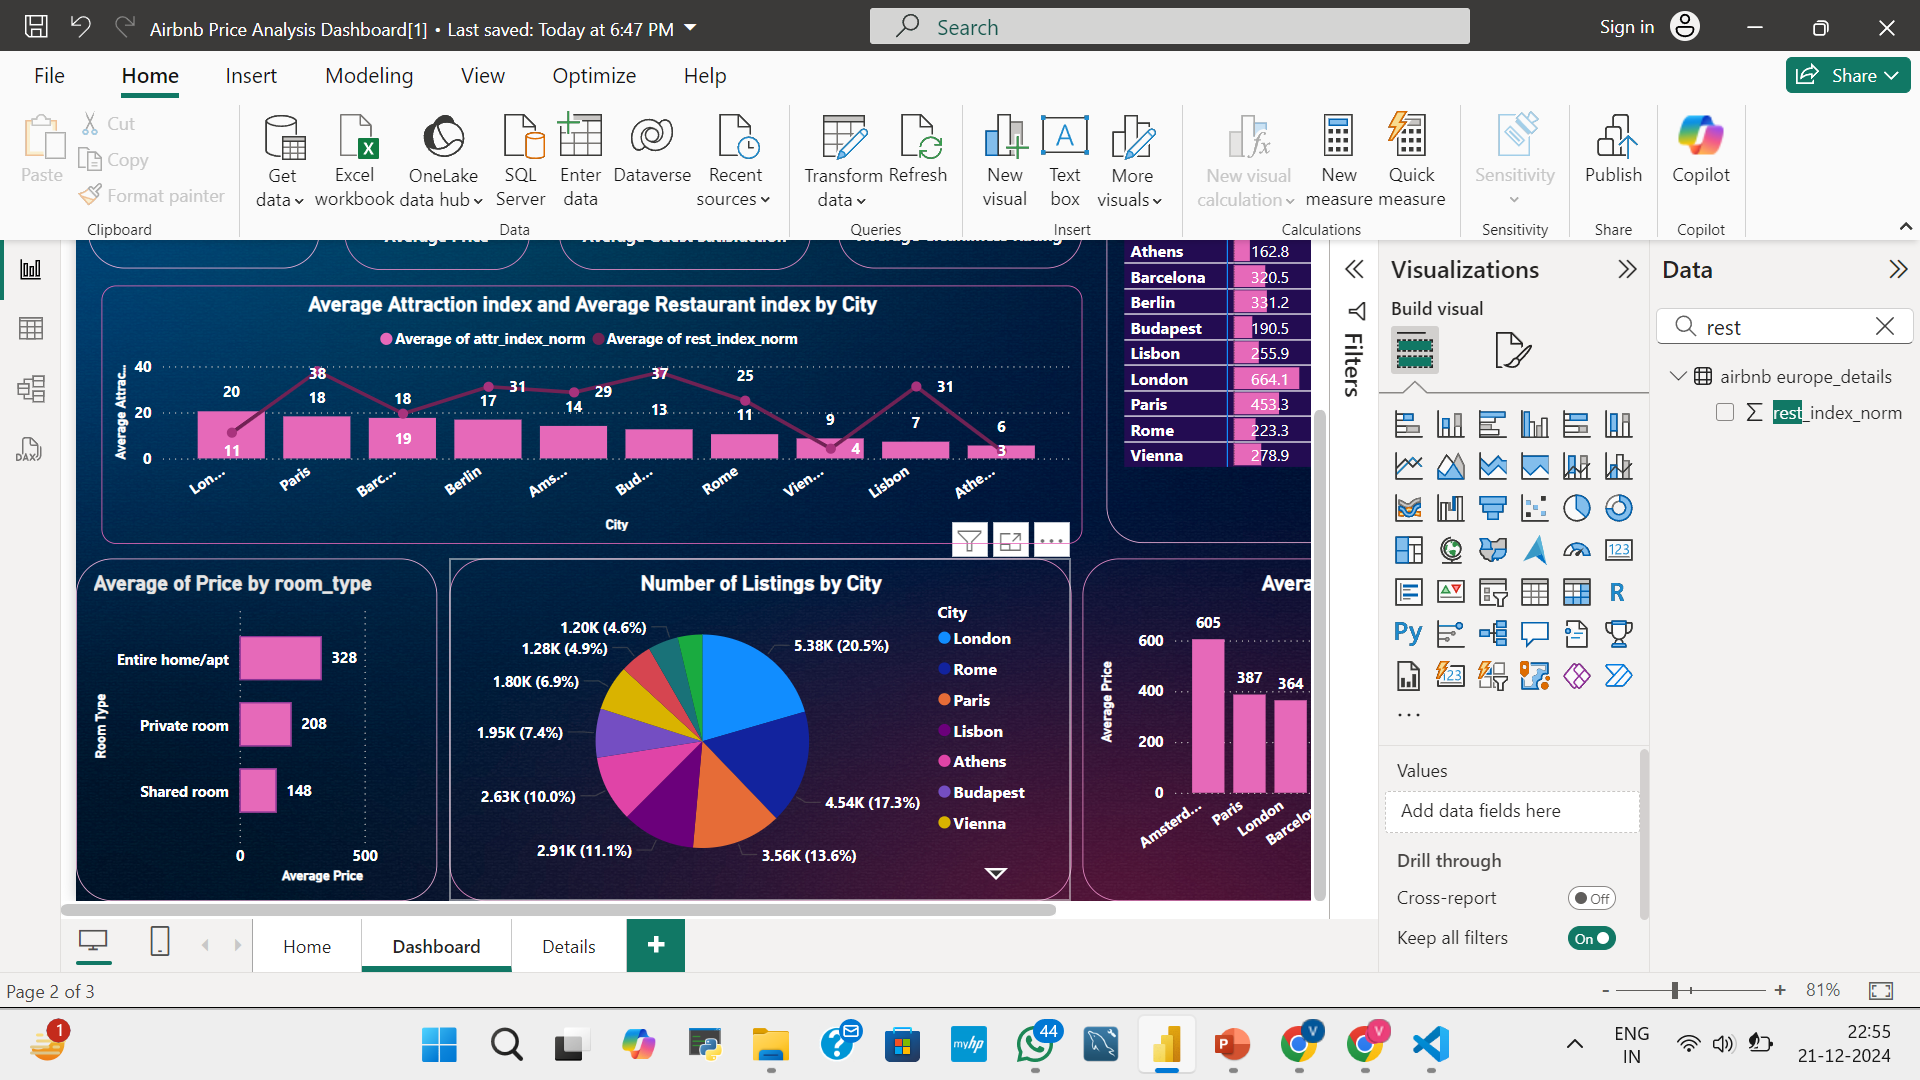 Airbnb Price Analysis Dashboard[1] • Last saved: Today at 6:47 PM
Search
Sign in
File Home Insert Modeling View Optimize Help
Share
Paste
Cut
Copy
Format painter
Clipboard
Get data
Excel workbook
OneLake data hub
SQL Server
Enter data
Dataverse
Recent sources
Data
Transform data
Refresh
Queries
New visual
Text box
More visuals
Insert
New visual calculation
New measure
Quick measure
Calculations
Sensitivity
Sensitivity
Publish
Share
Copilot
Copilot
DAX
Average Attraction index and Average Restaurant index by City
Average of attr_index_norm Average of rest_index_norm
Average Attrac...
40
20
0
20 38 18 18 17 31 14 29 37 13 25 11 9 7 31 6
11 19 4 3
Lon... Paris Barc... Berlin Ams... Bud... Rome Vien... Lisbon Athe...
City
Athens 162.8
Barcelona 320.5
Berlin 331.2
Budapest 190.5
Lisbon 255.9
London 664.1
Paris 453.3
Rome 223.3
Vienna 278.9
Average of Price by room_type
Room Type
Entire home/apt 328
Private room 208
Shared room 148
0 500
Average Price
Number of Listings by City
1.20K (4.6%)
1.28K (4.9%)
1.80K (6.9%)
1.95K (7.4%)
2.63K (10.0%)
2.91K (11.1%)
5.38K (20.5%)
4.54K (17.3%)
3.56K (13.6%)
City
London
Rome
Paris
Lisbon
Athens
Budapest
Vienna
Avera
Average Price
600
400
200
0
605
387 364
Amsterd... Paris London Barcelo
Filters
Visualizations
Build visual
123
R
Py
123
Values
Add data fields here
Drill through
Cross-report Off
Keep all filters On
Data
rest
airbnb europe_details
rest_index_norm
Home Dashboard Details
Page 2 of 3
- + 81%
1
myhp
44
P
V
V
ENG
IN
22:55
21-12-2024